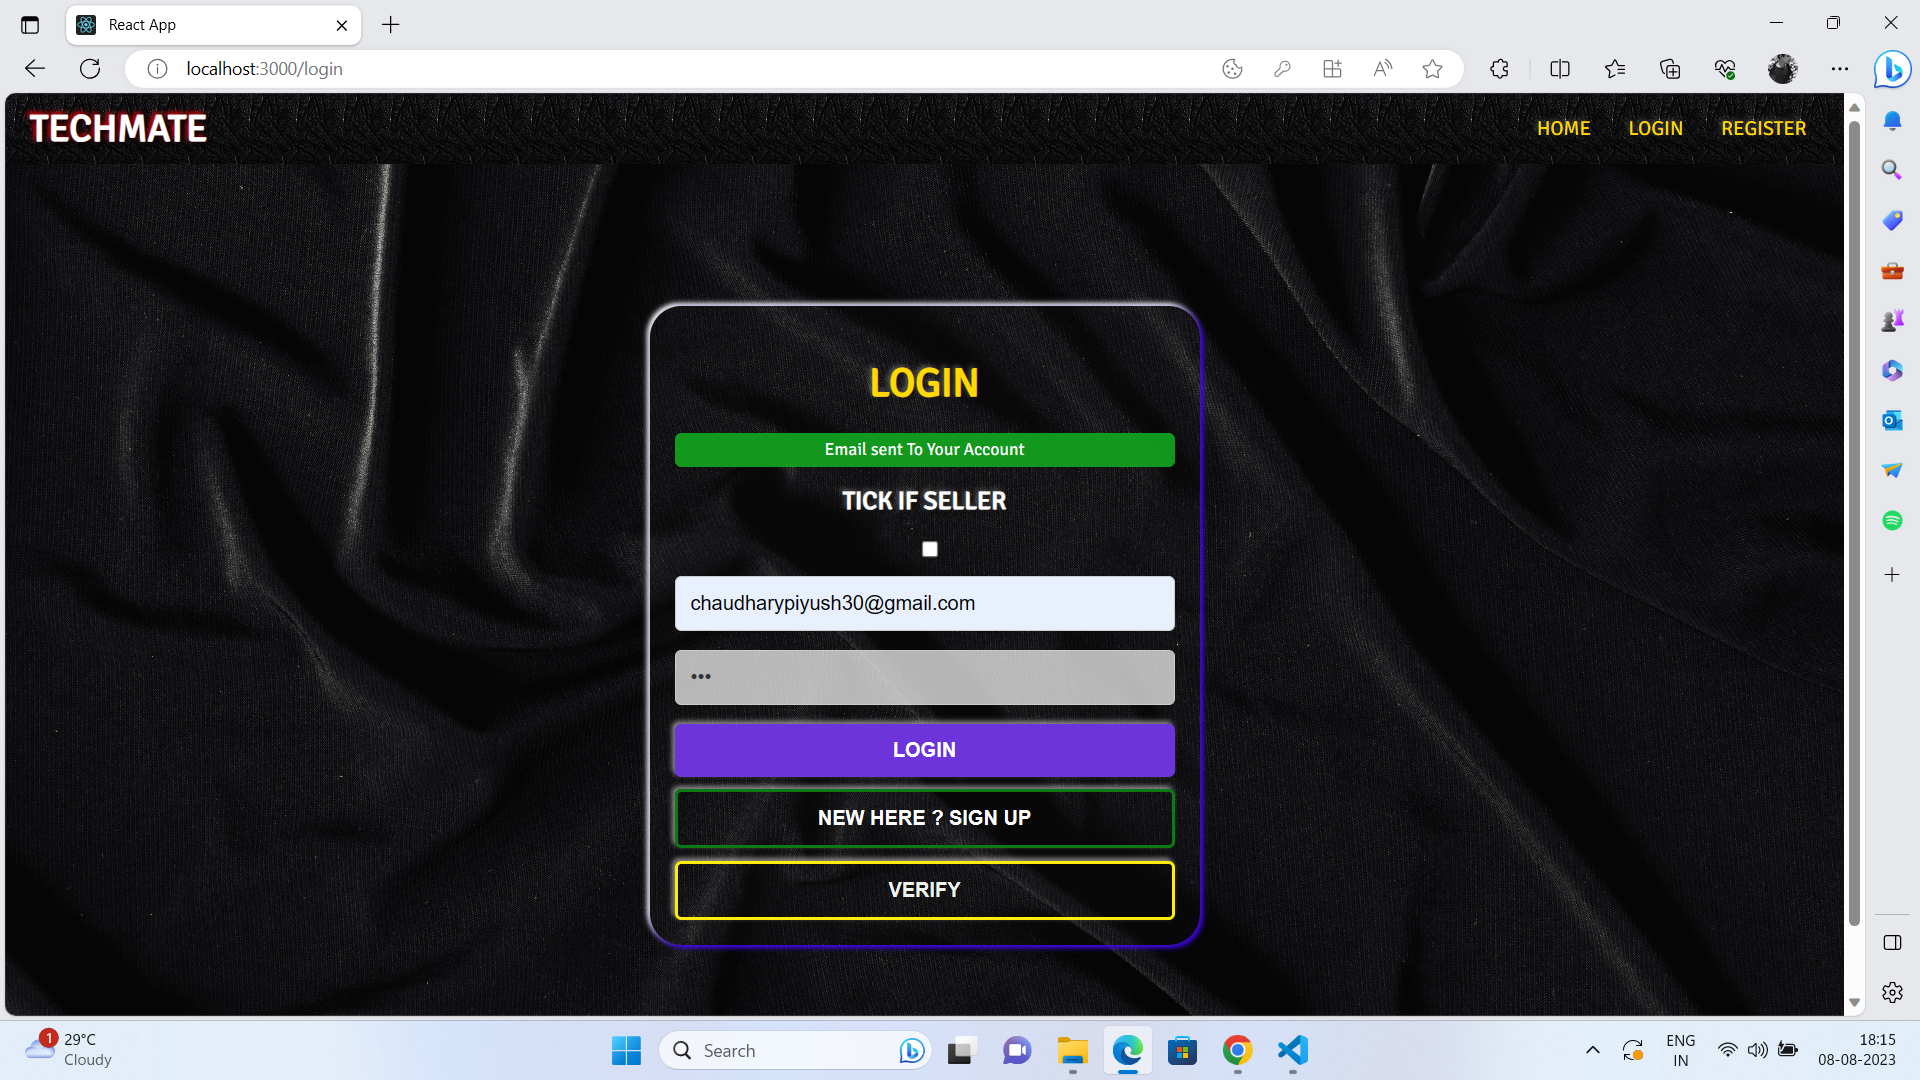 React App
localhost:3000/login
TECHMATE
HOME
LOGIN
REGISTER
LOGIN
Email sent To Your Account
TICK IF SELLER
chaudharypiyush30@gmail.com
•••
LOGIN
NEW HERE ? SIGN UP
VERIFY
1
29°C
Cloudy
Search
ENG
IN
18:15
08-08-2023